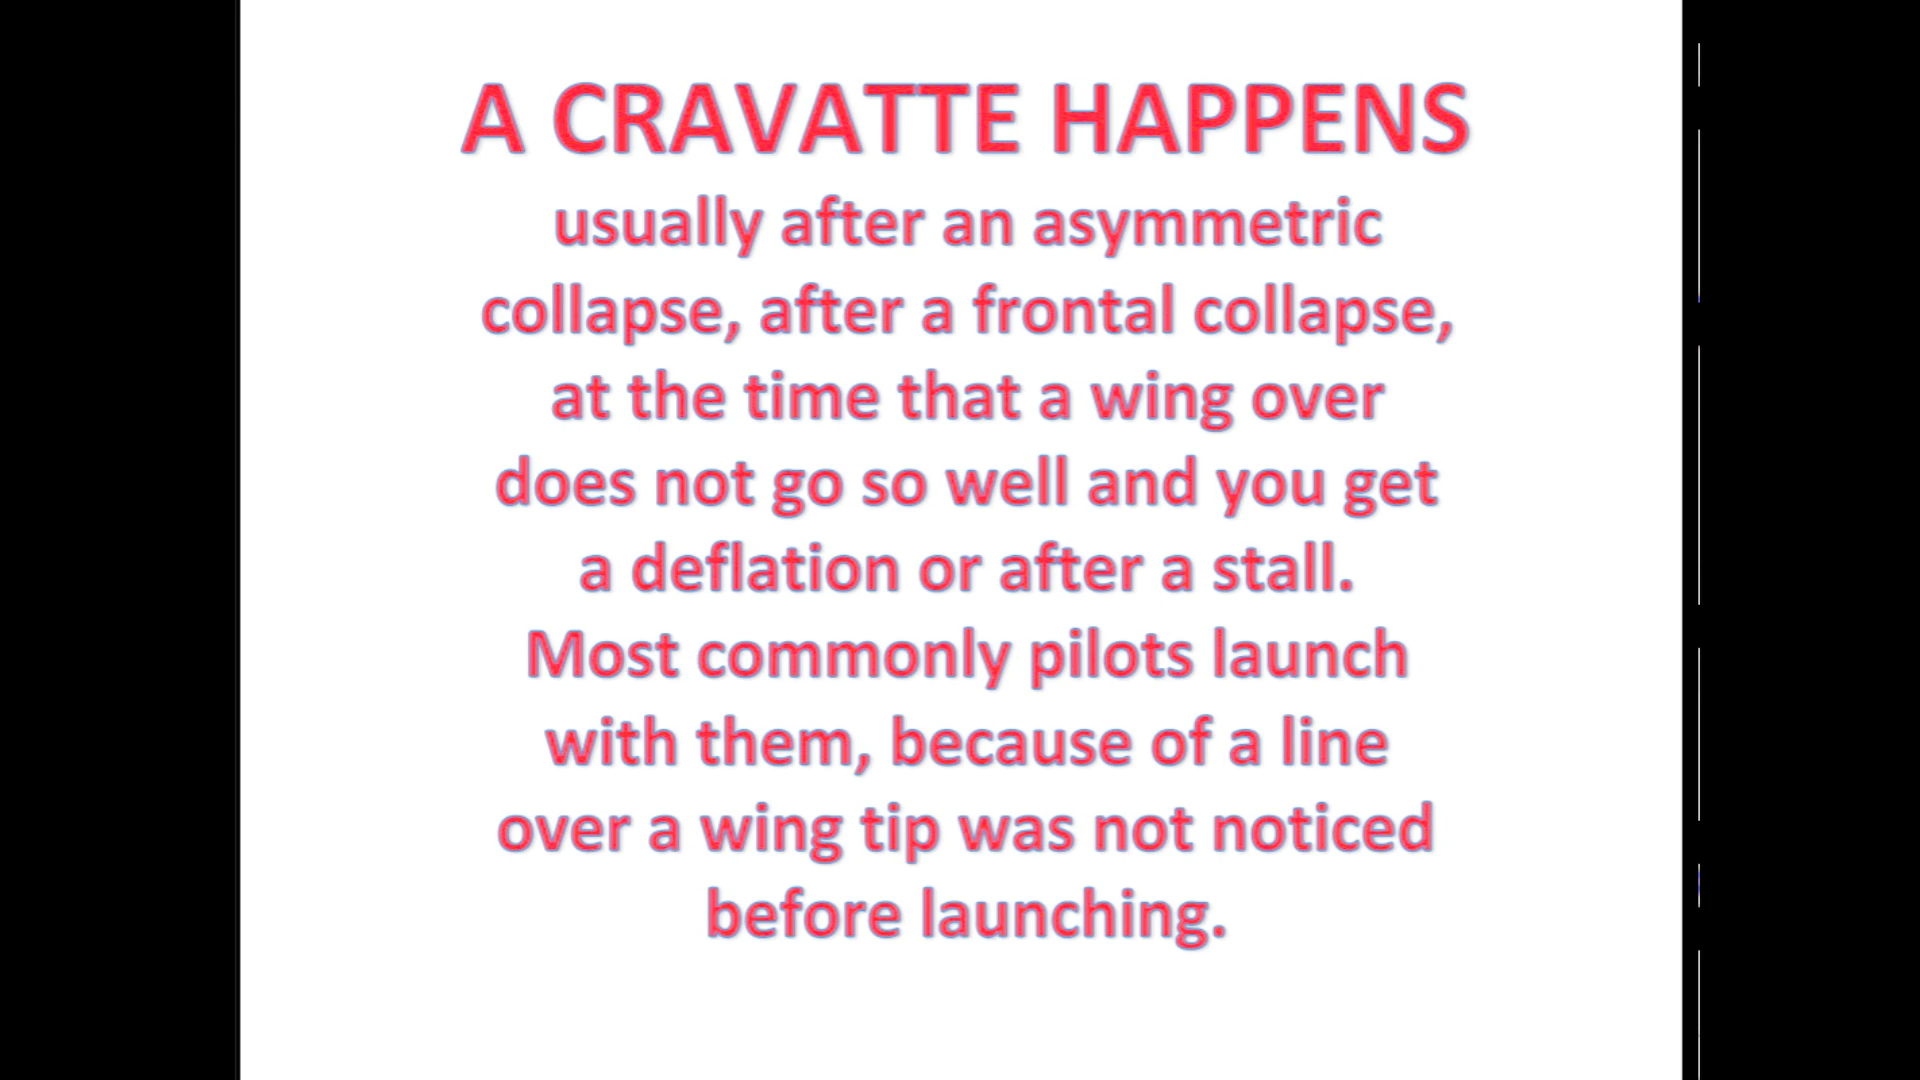 A CRAVATTE HAPPENS
usually after an asymmetric
collapse, after a frontal collapse,
at the time that a wing over
does not go so well and you get
a deflation or after a stall.
Most commonly pilots launch
with them, because of a line
over a wing tip was not noticed
before launching.